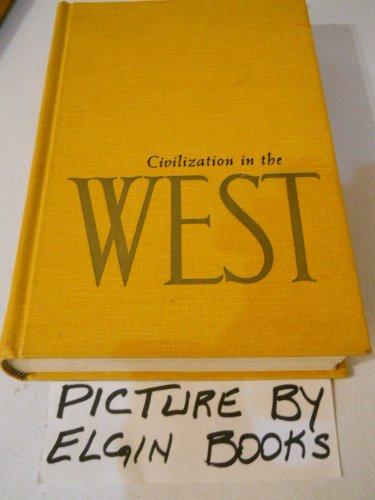 Civilization in the
WEST
PICTURE BY
ELGIN BOOKS